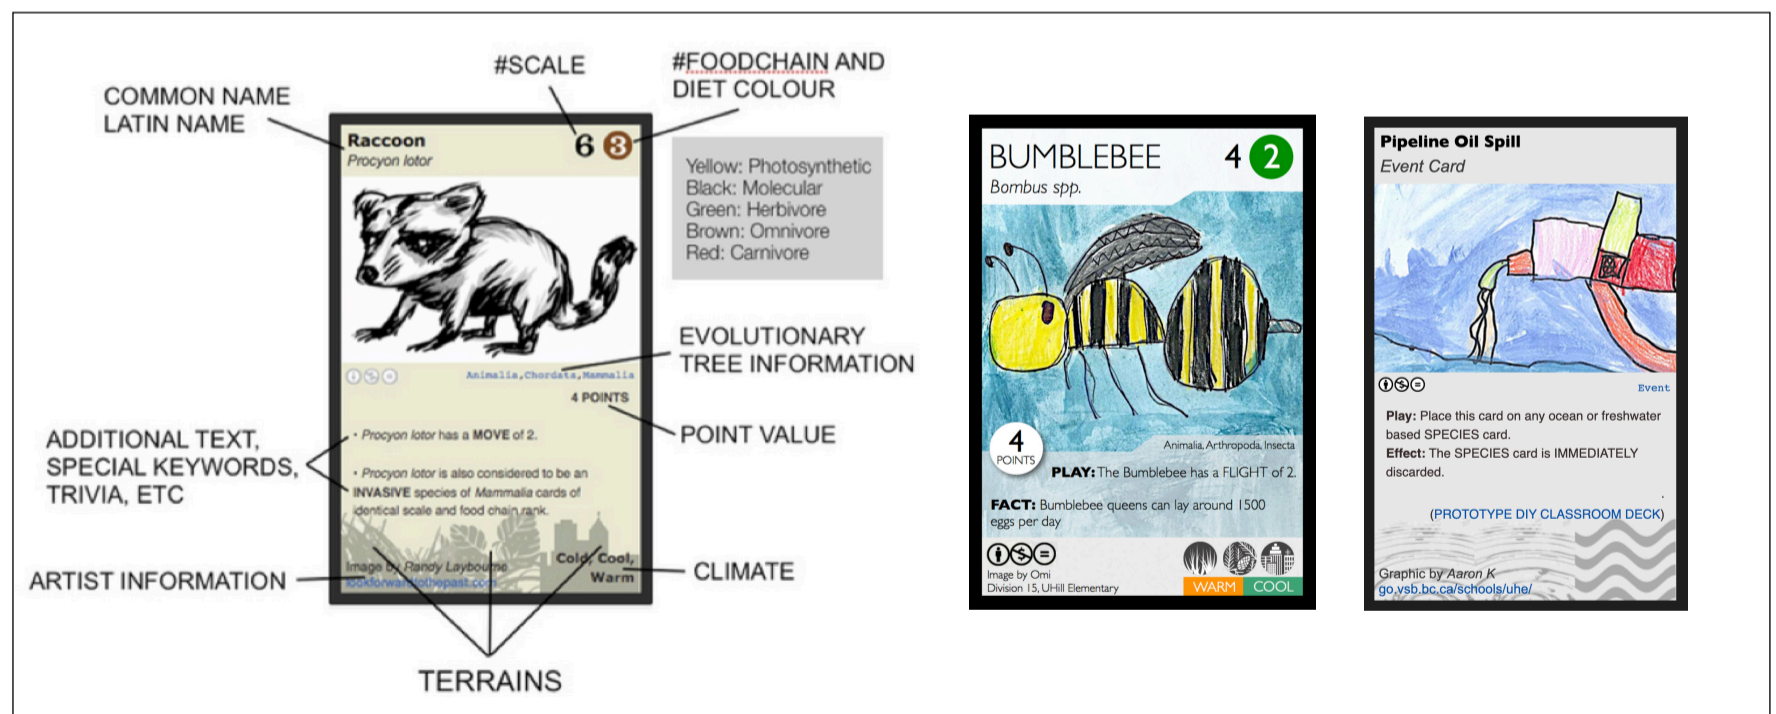 #SCALE
#FOODCHAIN AND
DIET COLOUR
COMMON NAME
LATIN NAME
Raccoon
Procyon lotor
6 3
Yellow: Photosynthetic
Black: Molecular
Green: Herbivore
Brown: Omnivore
Red: Carnivore
EVOLUTIONARY
TREE INFORMATION
Animalia,Chordata,Mammalia
4 POINTS
POINT VALUE
ADDITIONAL TEXT,
SPECIAL KEYWORDS,
TRIVIA, ETC
• Procyon lotor has a MOVE of 2.
• Procyon lotor is also considered to be an
INVASIVE species of Mammalia cards of
identical scale and food chain rank.
Cold, Cool,
Warm
Image by Randy Laybourne
lookforwardtothepast.com
ARTIST INFORMATION
CLIMATE
TERRAINS
BUMBLEBEE 4 2
Bombus spp.
4
POINTS
Animalia, Arthropoda, Insecta
PLAY: The Bumblebee has a FLIGHT of 2.
FACT: Bumblebee queens can lay around 1500
eggs per day
Image by Omi
Division 15, UHill Elementary
WARM COOL
Pipeline Oil Spill
Event Card
Event
Play: Place this card on any ocean or freshwater
based SPECIES card.
Effect: The SPECIES card is IMMEDIATELY
discarded.
.
(PROTOTYPE DIY CLASSROOM DECK)
Graphic by Aaron K
go.vsb.bc.ca/schools/uhe/